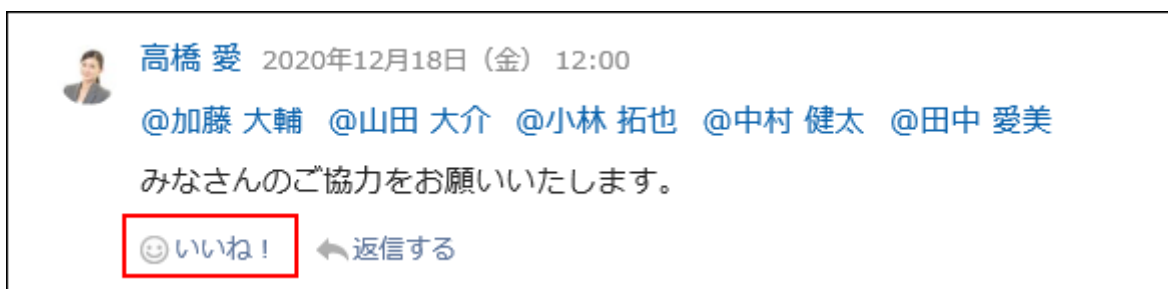 高橋 愛 2020年12月18日（金） 12:00
@加藤 大輔 @山田 大介 @小林 拓也 @中村 健太 @田中 愛美
みなさんのご協力をお願いいたします。
いいね！ 返信する